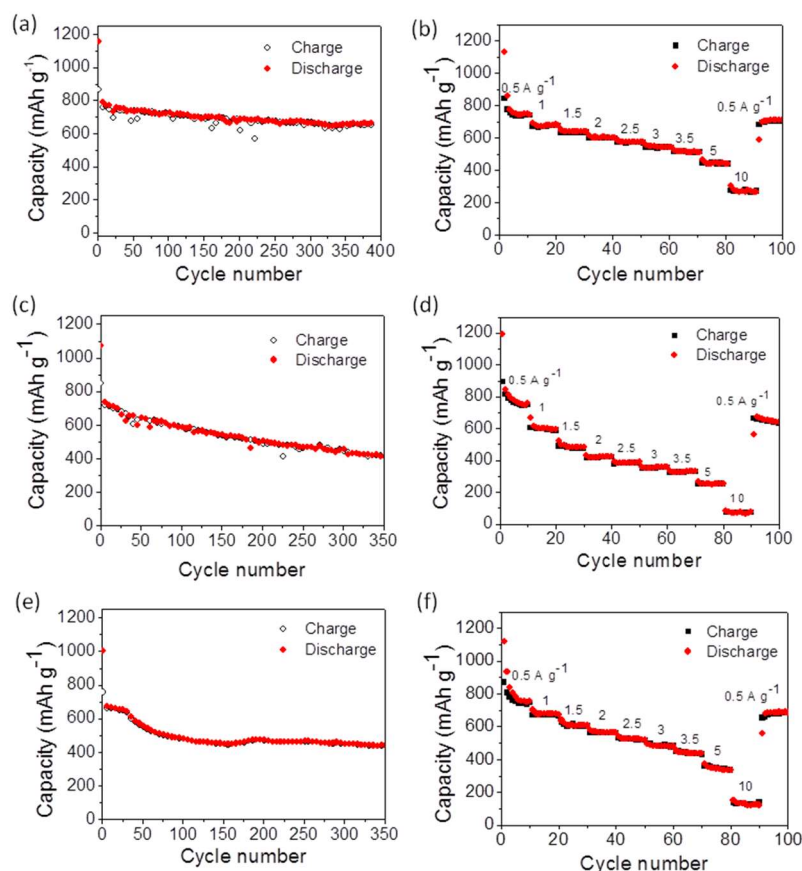 (a)
1200
1000
800
600
400
200
0
Capacity (mAh g⁻¹)
Charge
Discharge
0 50 100 150 200 250 300 350 400
Cycle number
(b)
1200
1000
800
600
400
200
0
Capacity (mAh g⁻¹)
Charge
Discharge
0.5 A g⁻¹
1
1.5
2
2.5
3
3.5
5
10
0.5 A g⁻¹
0 20 40 60 80 100
Cycle number
(c)
1200
1000
800
600
400
200
0
Capacity (mAh g⁻¹)
Charge
Discharge
0 50 100 150 200 250 300 350
Cycle number
(d)
1200
1000
800
600
400
200
0
Capacity (mAh g⁻¹)
Charge
Discharge
0.5 A g⁻¹
1
1.5
2
2.5
3
3.5
5
10
0.5 A g⁻¹
0 20 40 60 80 100
Cycle number
(e)
1200
1000
800
600
400
200
0
Capacity (mAh g⁻¹)
Charge
Discharge
0 50 100 150 200 250 300 350
Cycle number
(f)
1200
1000
800
600
400
200
0
Capacity (mAh g⁻¹)
Charge
Discharge
0.5 A g⁻¹
1
1.5
2
2.5
3
3.5
5
10
0.5 A g⁻¹
0 20 40 60 80 100
Cycle number